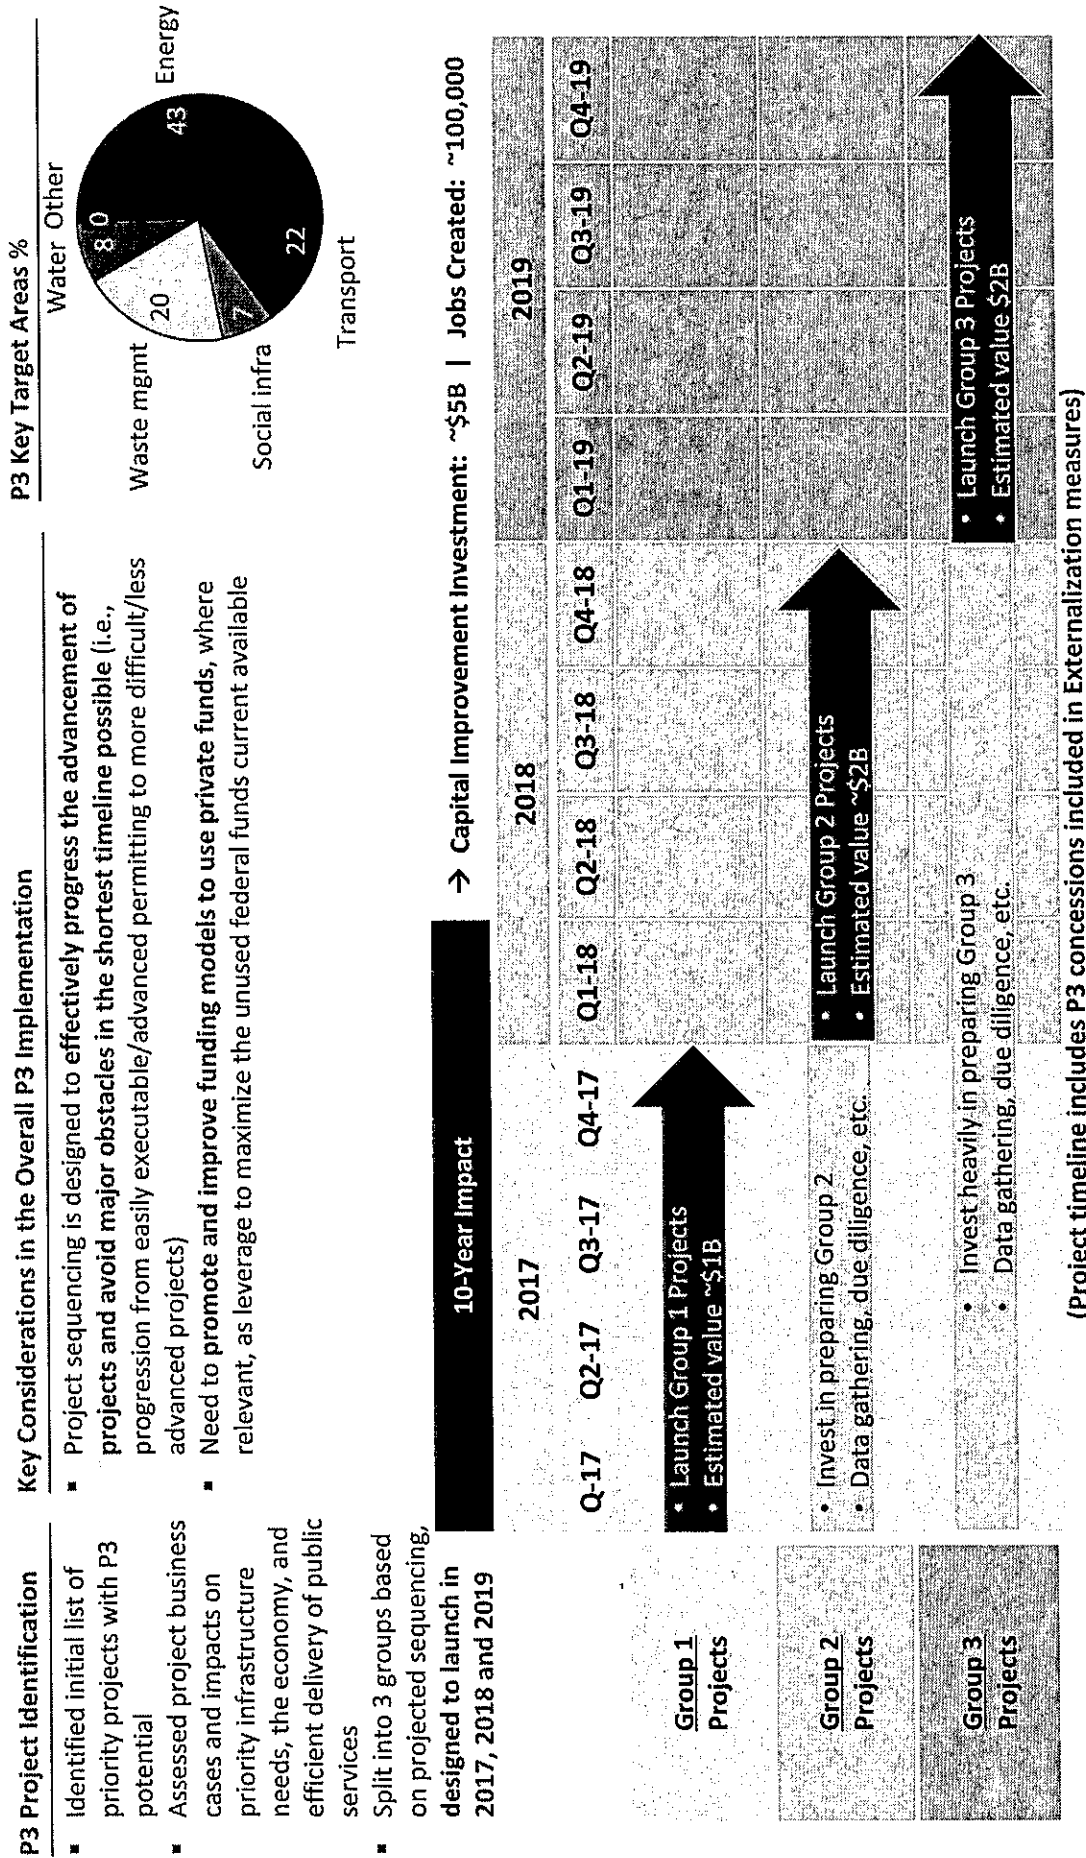 P3 Project Identification
▪ Identified initial list of
priority projects with P3
potential
▪ Assessed project business
cases and impacts on
priority infrastructure
needs, the economy, and
efficient delivery of public
services
▪ Split into 3 groups based
on projected sequencing,
designed to launch in
2017, 2018 and 2019
Key Considerations in the Overall P3 Implementation
▪ Project sequencing is designed to effectively progress the advancement of
projects and avoid major obstacles in the shortest timeline possible (i.e.,
progression from easily executable/advanced permitting to more difficult/less
advanced projects)
▪ Need to promote and improve funding models to use private funds, where
relevant, as leverage to maximize the unused federal funds current available
P3 Key Target Areas %
Water Other
Energy
Waste mgmt
Social infra
Transport
8 0
43
20
7
22
10-Year Impact
→ Capital Improvement Investment: ~$5B | Jobs Created: ~100,000
2017 2018 2019
Q-17 Q2-17 Q3-17 Q4-17 Q1-18 Q2-18 Q3-18 Q4-18 Q1-19 Q2-19 Q3-19 Q4-19
Group 1
Projects
• Launch Group 1 Projects
• Estimated value ~$1B
Group 2
Projects
• Invest in preparing Group 2
• Data gathering, due diligence, etc.
• Launch Group 2 Projects
• Estimated value ~$2B
Group 3
Projects
• Invest heavily in preparing Group 3
• Data gathering, due diligence, etc.
• Launch Group 3 Projects
• Estimated value $2B
(Project timeline includes P3 concessions included in Externalization measures)